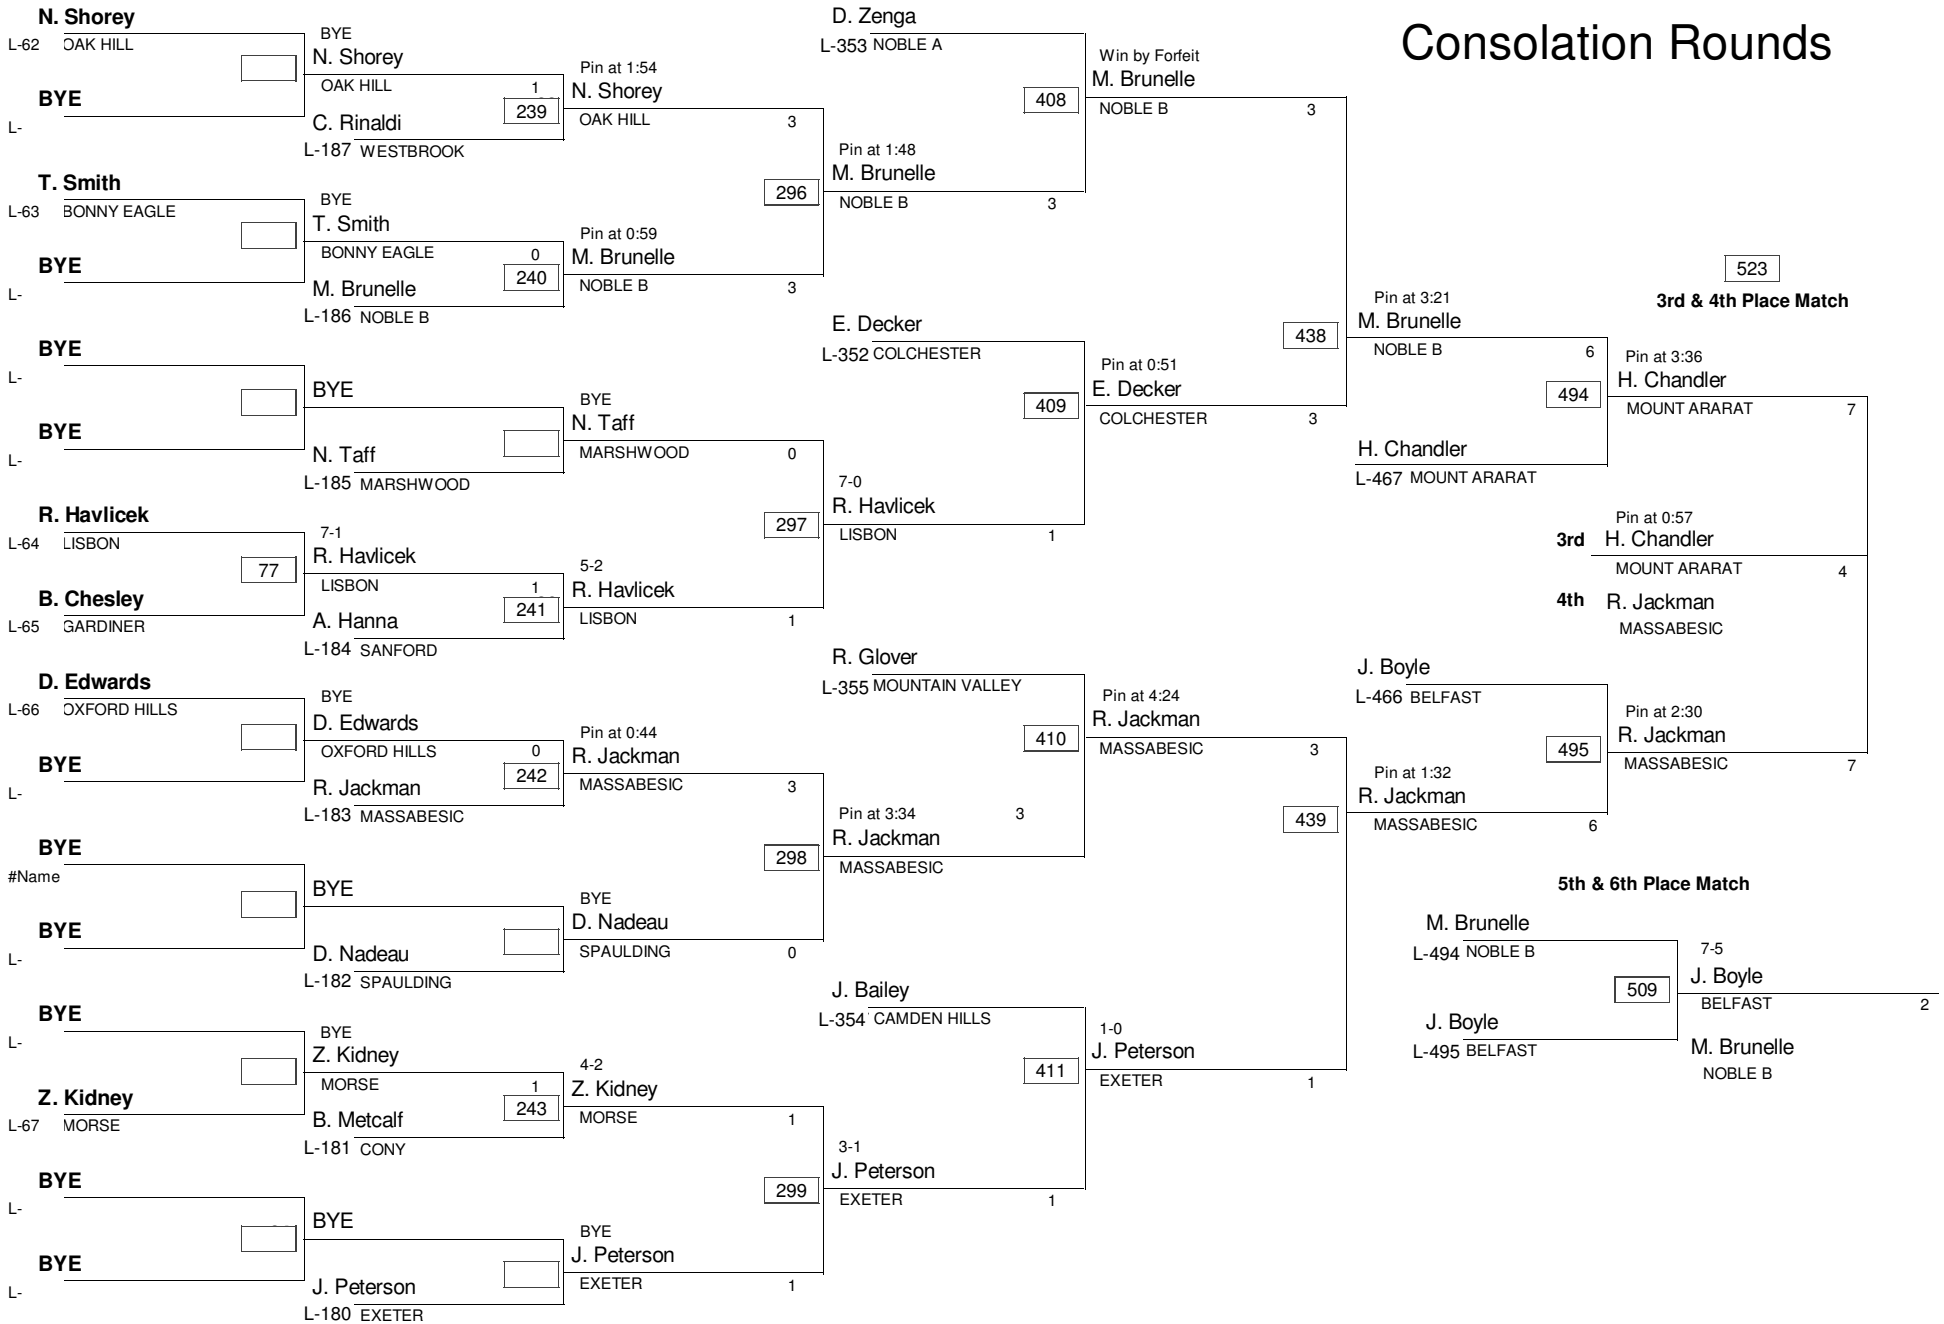 Consolation Rounds
N. Shorey
L-62 OAK HILL
BYE
L-
T. Smith
L-63 BONNY EAGLE
BYE
L-
BYE
L-
BYE
L-
R. Havlicek
L-64 LISBON
77
B. Chesley
L-65 GARDINER
D. Edwards
L-66 OXFORD HILLS
BYE
L-
BYE
#Name
BYE
L-
BYE
L-
Z. Kidney
L-67 MORSE
BYE
L-
BYE
L-
BYE
N. Shorey
OAK HILL 1
239
C. Rinaldi
L-187 WESTBROOK
BYE
T. Smith
BONNY EAGLE 0
240
M. Brunelle
L-186 NOBLE B
BYE
N. Taff
L-185 MARSHWOOD
7-1
R. Havlicek
LISBON 1
241
A. Hanna
L-184 SANFORD
BYE
D. Edwards
OXFORD HILLS 0
242
R. Jackman
L-183 MASSABESIC
BYE
D. Nadeau
L-182 SPAULDING
BYE
Z. Kidney
MORSE 1
243
B. Metcalf
L-181 CONY
BYE
J. Peterson
L-180 EXETER
Pin at 1:54
N. Shorey
OAK HILL 3
296
Pin at 0:59
M. Brunelle
NOBLE B 3
BYE
N. Taff
MARSHWOOD 0
297
5-2
R. Havlicek
LISBON 1
Pin at 0:44
R. Jackman
MASSABESIC 3
298
BYE
D. Nadeau
SPAULDING 0
4-2
Z. Kidney
MORSE 1
299
BYE
J. Peterson
EXETER 1
D. Zenga
L-353 NOBLE A
408
Pin at 1:48
M. Brunelle
NOBLE B 3
E. Decker
L-352 COLCHESTER
409
7-0
R. Havlicek
LISBON 1
R. Glover
L-355 MOUNTAIN VALLEY
410
Pin at 3:34 3
R. Jackman
MASSABESIC
J. Bailey
L-354 CAMDEN HILLS
411
3-1
J. Peterson
EXETER 1
Win by Forfeit
M. Brunelle
NOBLE B 3
438
Pin at 0:51
E. Decker
COLCHESTER 3
Pin at 4:24
R. Jackman
MASSABESIC 3
439
1-0
J. Peterson
EXETER 1
Pin at 3:21
M. Brunelle
NOBLE B 6
494
H. Chandler
L-467 MOUNT ARARAT
J. Boyle
L-466 BELFAST
495
Pin at 1:32
R. Jackman
MASSABESIC 6
523
3rd & 4th Place Match
Pin at 3:36
H. Chandler
MOUNT ARARAT 7
Pin at 0:57
3rd H. Chandler
MOUNT ARARAT 4
4th R. Jackman
MASSABESIC
Pin at 2:30
R. Jackman
MASSABESIC 7
5th & 6th Place Match
M. Brunelle
L-494 NOBLE B
509
J. Boyle
L-495 BELFAST
7-5
J. Boyle
BELFAST 2
M. Brunelle
NOBLE B